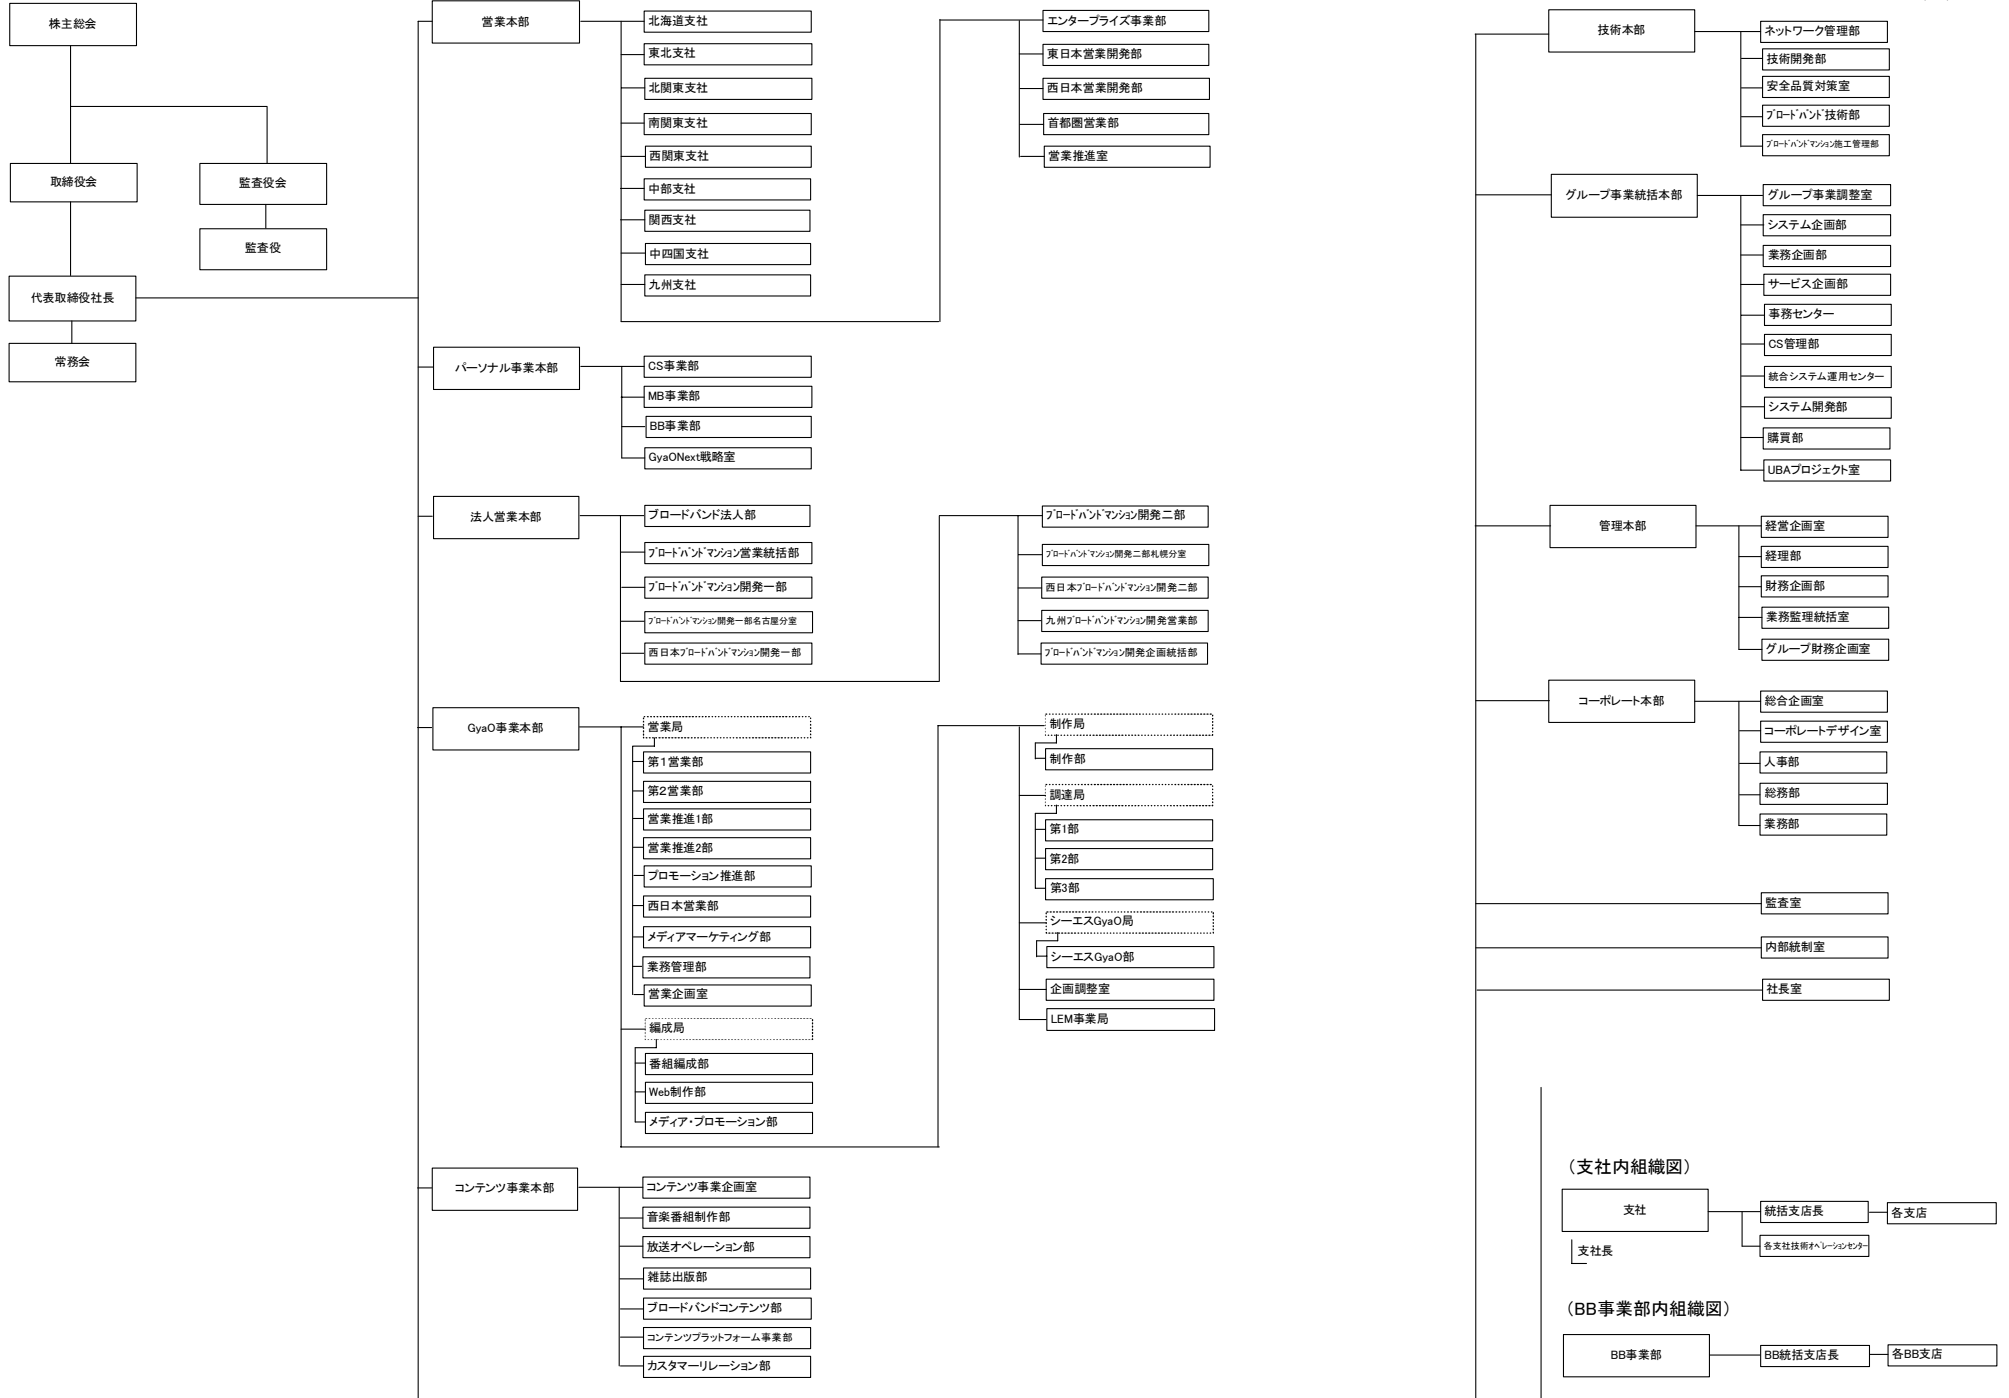 株主総会
取締役会
監査役会
監査役
代表取締役社長
常務会
営業本部
北海道支社
東北支社
北関東支社
南関東支社
西関東支社
中部支社
関西支社
中四国支社
九州支社
エンタープライズ事業部
東日本営業開発部
西日本営業開発部
首都圏営業部
営業推進室
パーソナル事業本部
CS事業部
MB事業部
BB事業部
GyaONext戦略室
法人営業本部
ブロードバンド法人部
ブロードバンドマンション営業統括部
ブロードバンドマンション開発一部
ブロードバンドマンション開発一部名古屋分室
西日本ブロードバンドマンション開発一部
ブロードバンドマンション開発二部
ブロードバンドマンション開発二部札幌分室
西日本ブロードバンドマンション開発二部
九州ブロードバンドマンション開発営業部
ブロードバンドマンション開発企画統括部
GyaO事業本部
営業局
第1営業部
第2営業部
営業推進1部
営業推進2部
プロモーション推進部
西日本営業部
メディアマーケティング部
業務管理部
営業企画室
編成局
番組編成部
Web制作部
メディア・プロモーション部
制作局
制作部
調達局
第1部
第2部
第3部
シーエスGyaO局
シーエスGyaO部
企画調整室
LEM事業局
コンテンツ事業本部
コンテンツ事業企画室
音楽番組制作部
放送オペレーション部
雑誌出版部
ブロードバンドコンテンツ部
コンテンツプラットフォーム事業部
カスタマーリレーション部
技術本部
ネットワーク管理部
技術開発部
安全品質対策室
ブロードバンド技術部
ブロードバンドマンション施工管理部
グループ事業統括本部
グループ事業調整室
システム企画部
業務企画部
サービス企画部
事務センター
CS管理部
統合システム運用センター
システム開発部
購買部
UBAプロジェクト室
管理本部
経営企画室
経理部
財務企画部
業務監理統括室
グループ財務企画室
コーポレート本部
総合企画室
コーポレートデザイン室
人事部
総務部
業務部
監査室
内部統制室
社長室
（支社内組織図）
支社
支社長
統括支店長
各支店
各支社技術オペレーションセンター
（BB事業部内組織図）
BB事業部
BB統括支店長
各BB支店